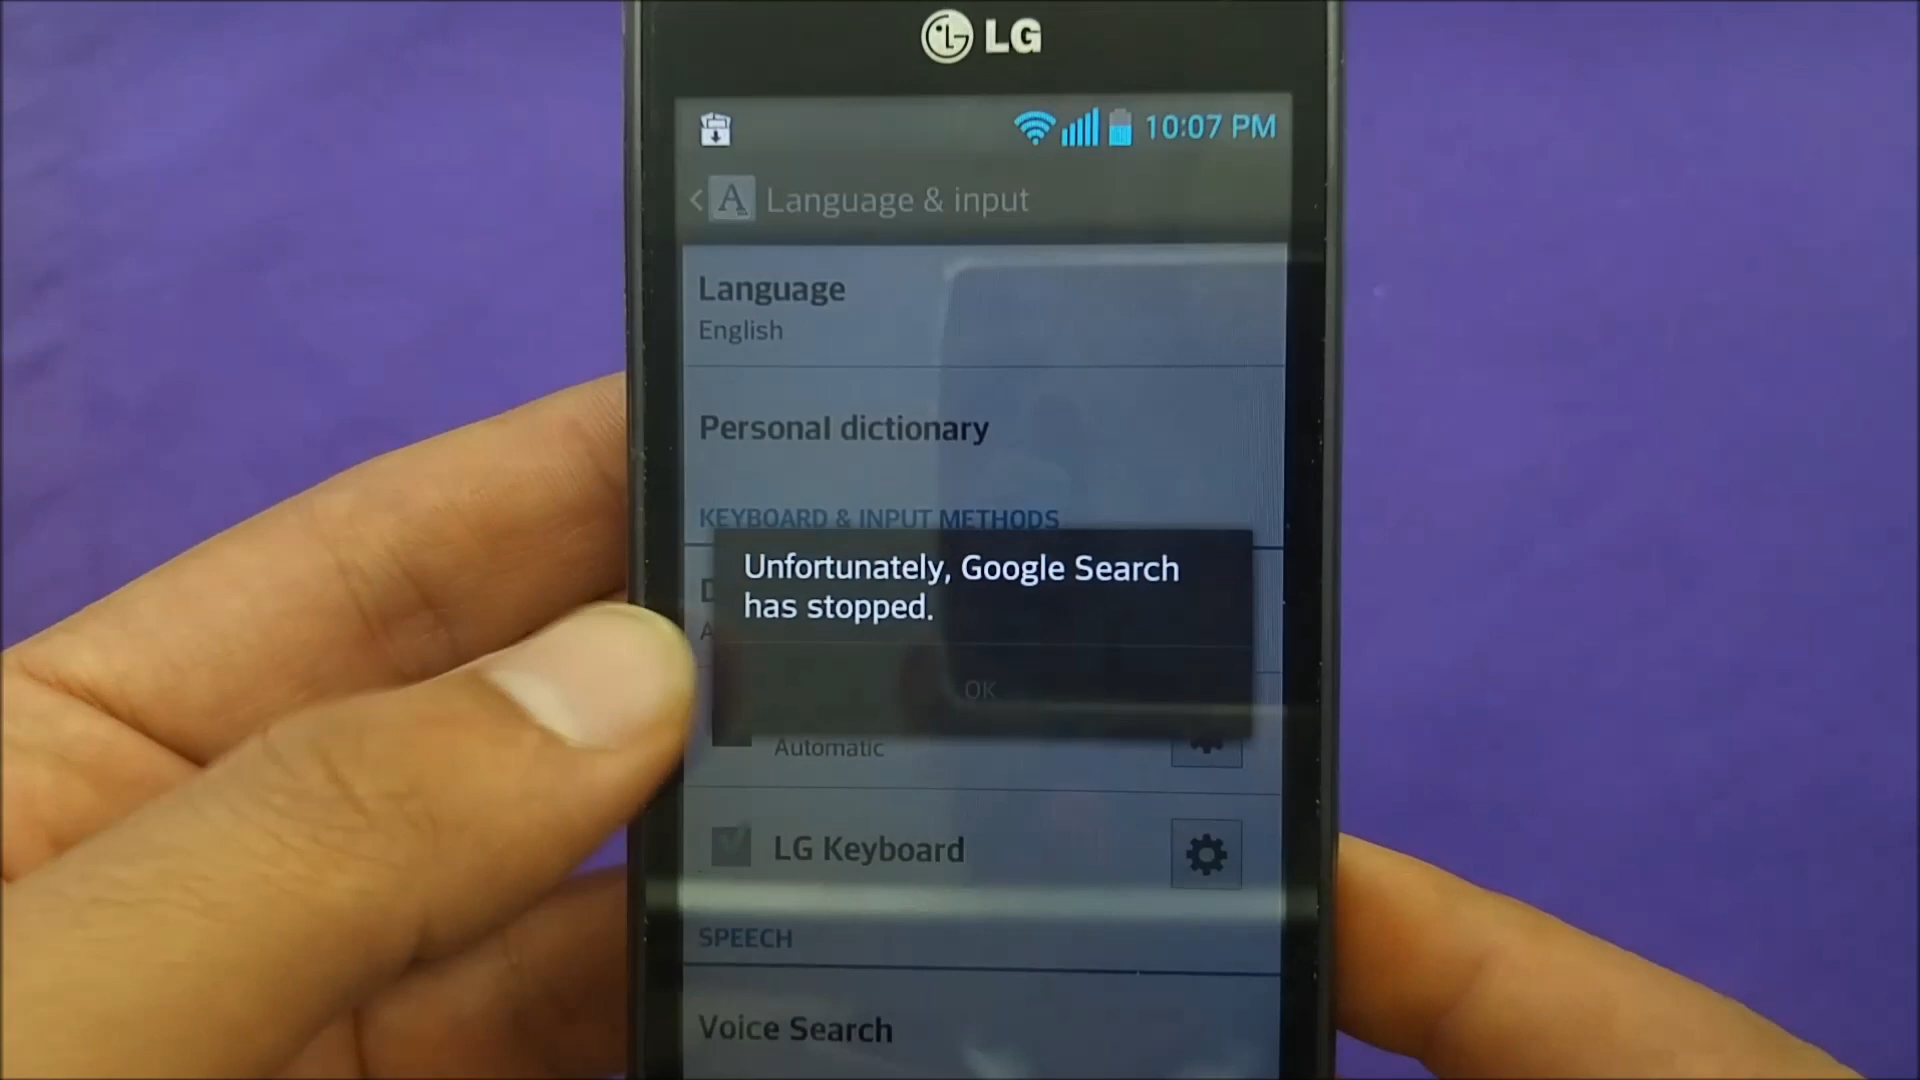 LG
10:07 PM
Language & input
Language
English
Personal dictionary
KEYBOARD & INPUT METHODS
Unfortunately, Google Search
has stopped.
OK
Automatic
LG Keyboard
SPEECH
Voice Search